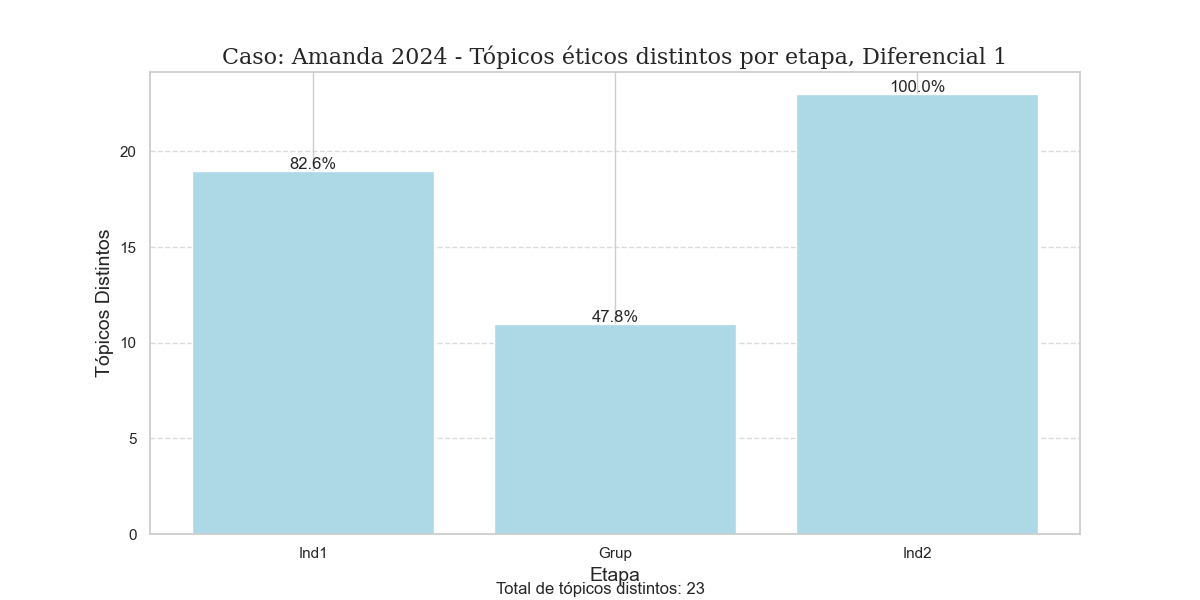 Caso: Amanda 2024 - Tópicos éticos distintos por etapa, Diferencial 1
100.0%
82.6%
47.8%
20
15
10
5
0
Tópicos Distintos
Ind1 Grup Ind2
Etapa
Total de tópicos distintos: 23